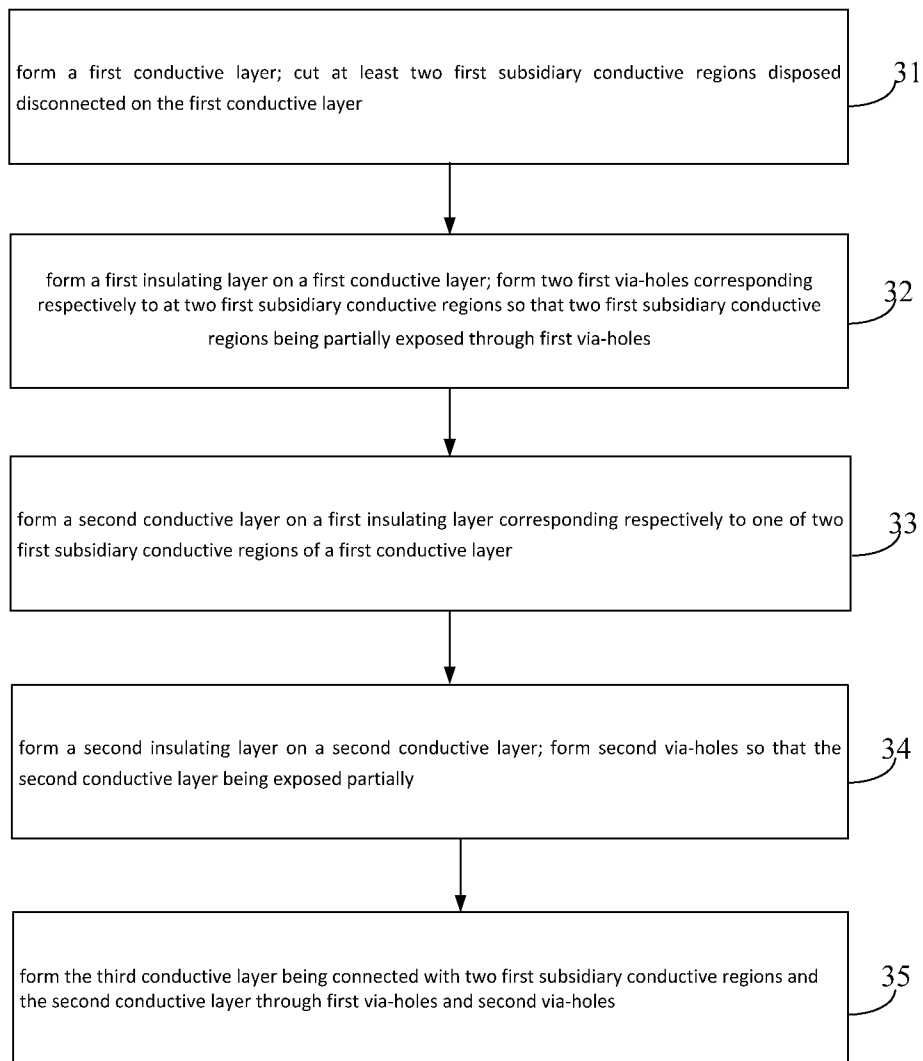 form a first conductive layer; cut at least two first subsidiary conductive regions disposed
disconnected on the first conductive layer
31
form a first insulating layer on a first conductive layer; form two first via-holes corresponding
respectively to at two first subsidiary conductive regions so that two first subsidiary conductive
regions being partially exposed through first via-holes
32
form a second conductive layer on a first insulating layer corresponding respectively to one of two
first subsidiary conductive regions of a first conductive layer
33
form a second insulating layer on a second conductive layer; form second via-holes so that the
second conductive layer being exposed partially
34
form the third conductive layer being connected with two first subsidiary conductive regions and
the second conductive layer through first via-holes and second via-holes
35